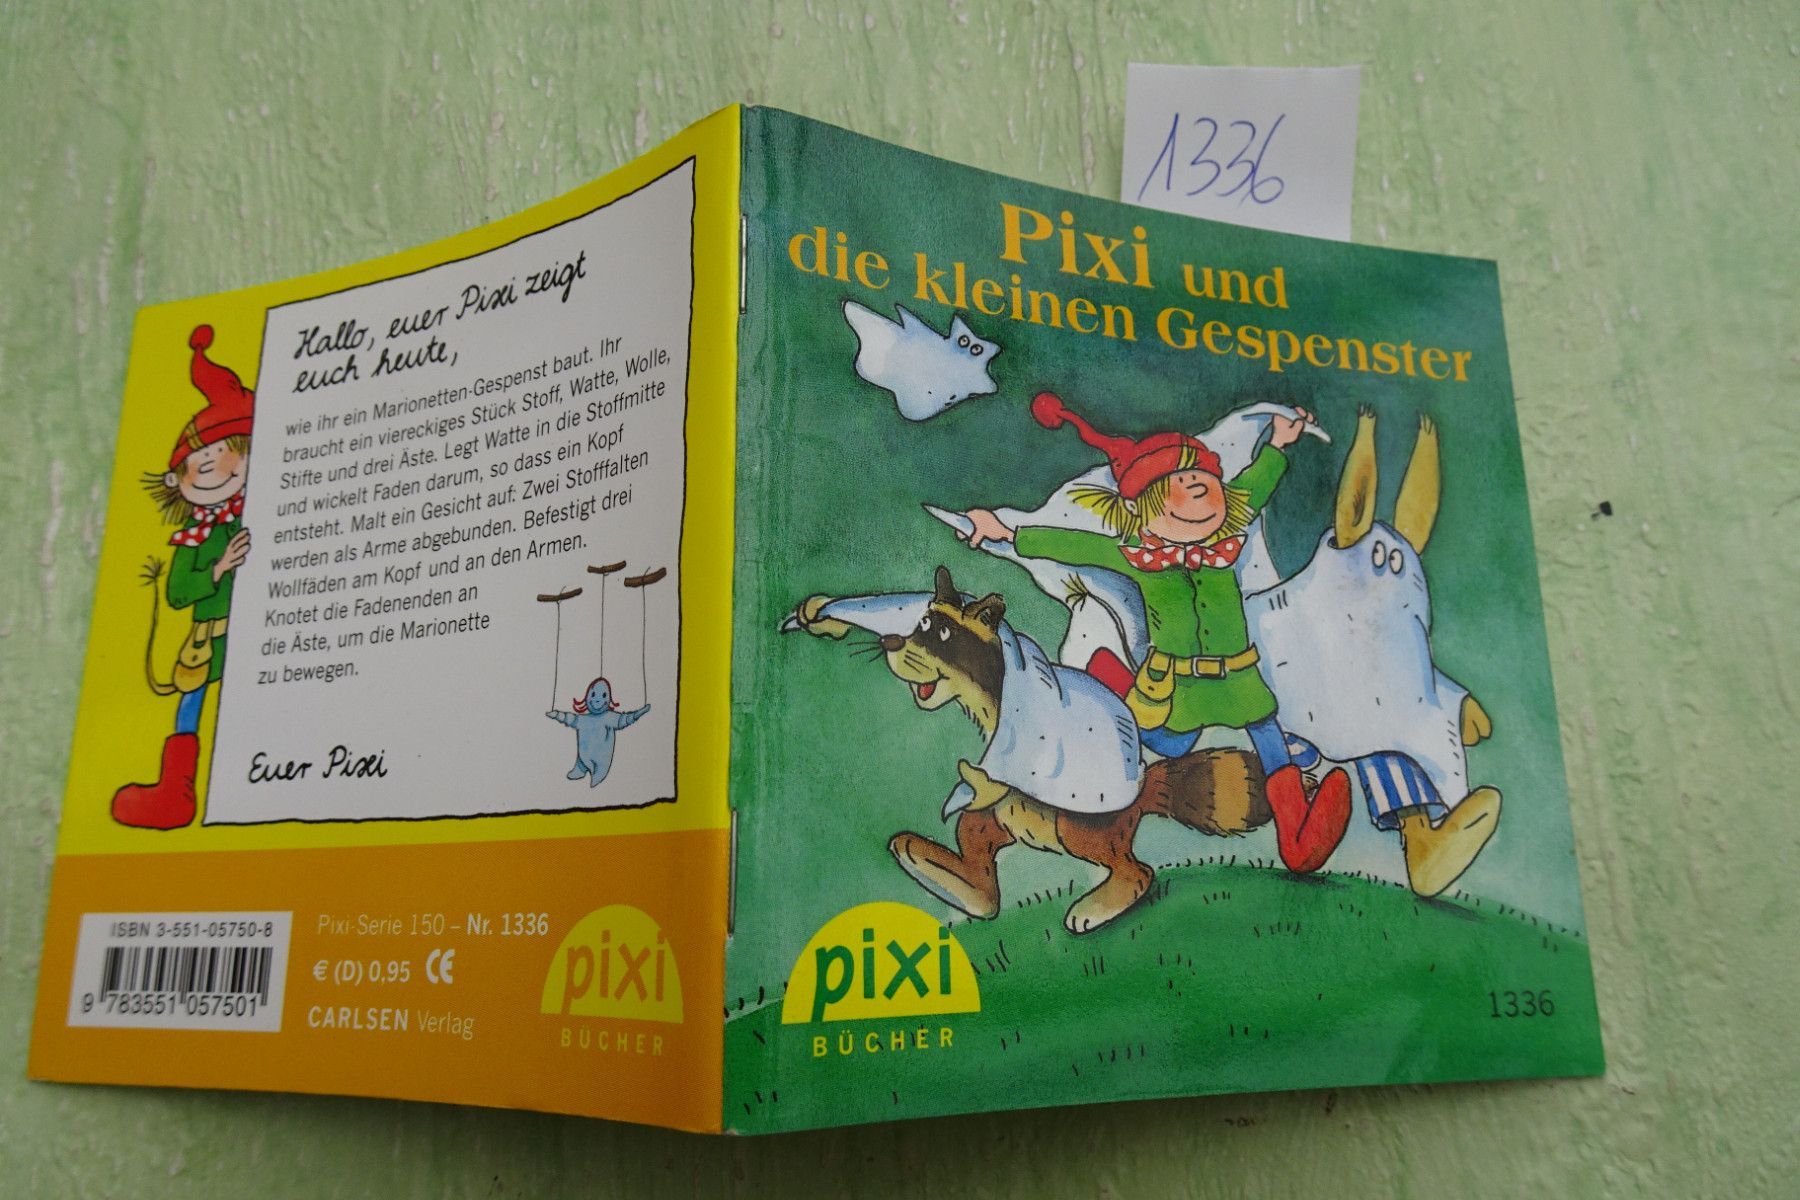 1336
Pixi und
die kleinen Gespenster
pixi
BÜCHER
1336
Hallo, euer Pixi zeigt
euch heute,
wie ihr ein Marionetten-Gespenst baut. Ihr
braucht ein viereckiges Stück Stoff, Watte, Wolle,
Stifte und drei Äste. Legt Watte in die Stoffmitte
und wickelt Faden darum, so dass ein Kopf
entsteht. Malt ein Gesicht auf: Zwei Stofffalten
werden als Arme abgebunden. Befestigt drei
Wollfäden am Kopf und an den Armen.
Knotet die Fadenenden an
die Äste, um die Marionette
zu bewegen.
Euer Pixi
ISBN 3-551-05750-8
9 783551 057501
Pixi-Serie 150 – Nr. 1336
€ (D) 0,95 CE
CARLSEN Verlag
pixi
BÜCHER